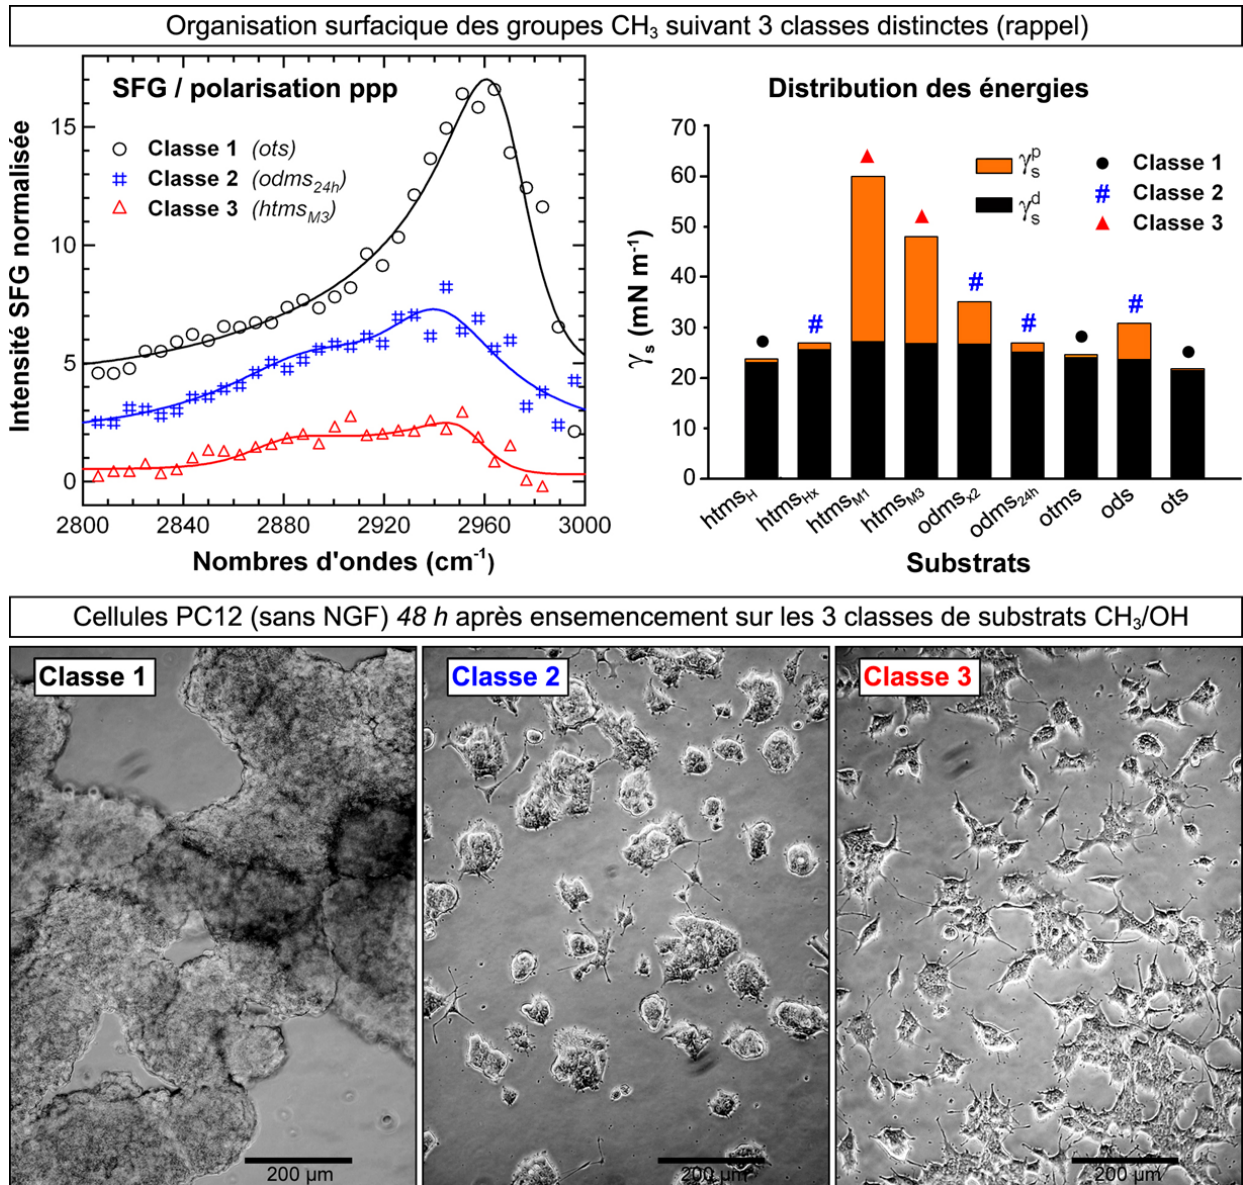 Organisation surfacique des groupes CH₃ suivant 3 classes distinctes (rappel)
SFG / polarisation ppp
Classe 1 (ots)
Classe 2 (odms24h)
Classe 3 (htmsM3)
Intensité SFG normalisée
15
10
5
0
2800 2840 2880 2920 2960 3000
Nombres d'ondes (cm⁻¹)
Distribution des énergies
γₛᵖ
γₛᵈ
Classe 1
Classe 2
Classe 3
γₛ (mN m⁻¹)
70
60
50
40
30
20
10
0
# # # #
htmsH htmsHx htmsM1 htmsM3 odmsx2 odms24h otms ods ots
Substrats
Cellules PC12 (sans NGF) 48 h après ensemencement sur les 3 classes de substrats CH₃/OH
Classe 1
Classe 2
Classe 3
200 µm
200 µm
200 µm